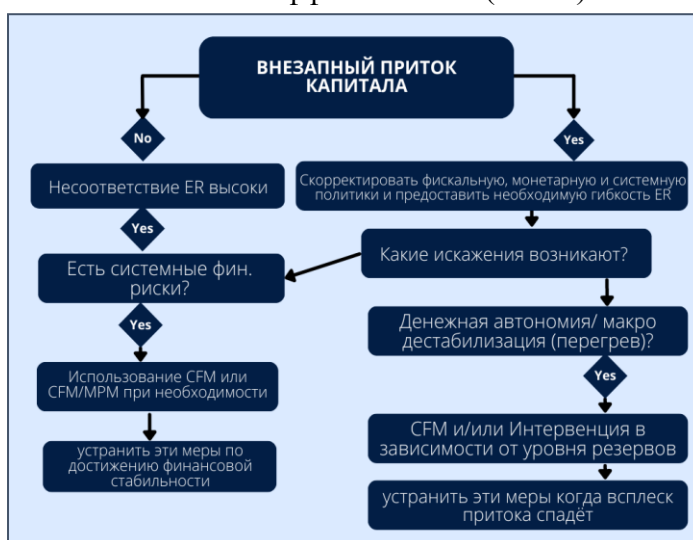 ВНЕЗАПНЫЙ ПРИТОК
КАПИТАЛА
No
Yes
Несоответствие ER высоки
Скорректировать фискальную, монетарную и системную
политики и предоставить необходимую гибкость ER
Yes
Какие искажения возникают?
Есть системные фин.
риски?
Денежная автономия/ макро
дестабилизация (перегрев)?
Yes
Yes
Использование CFM или
CFM/MPM при необходимости
CFM и/или Интервенция в
зависимости от уровня резервов
устранить эти меры по
достижению финансовой
стабильности
устранить эти меры когда всплеск
притока спадёт